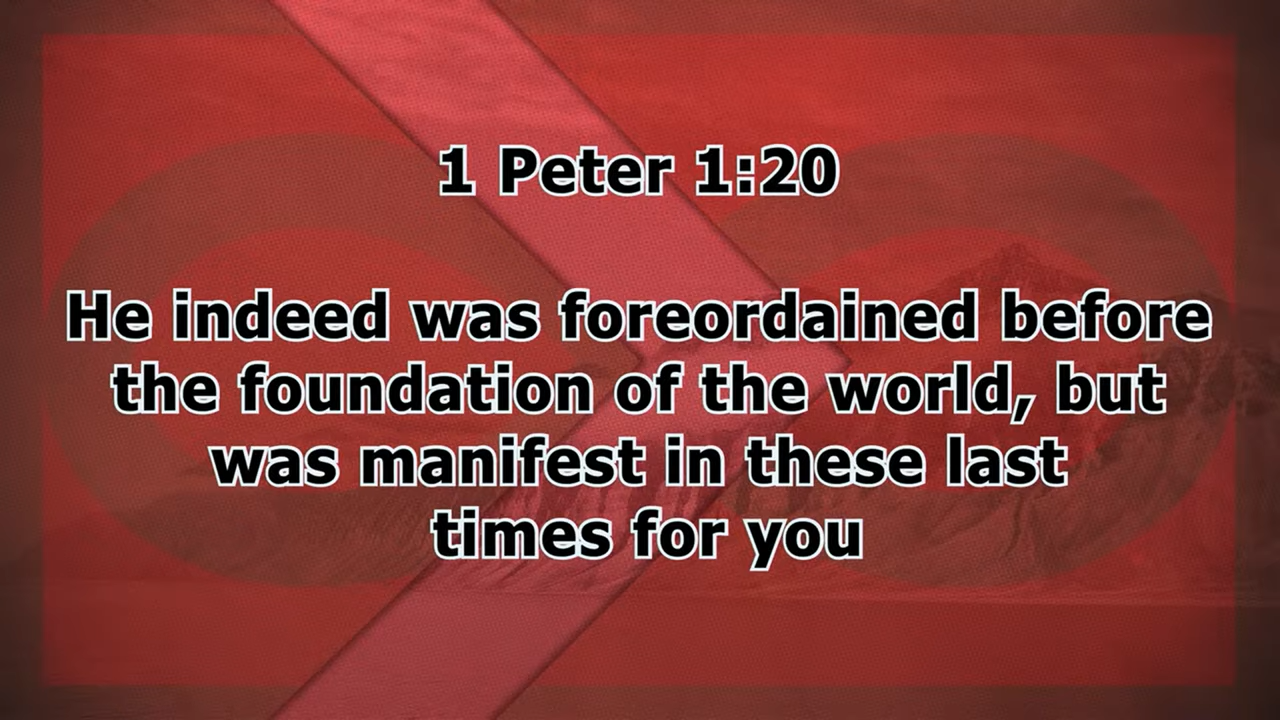 1 Peter 1:20
He indeed was foreordained before
the foundation of the world, but
was manifest in these last
times for you